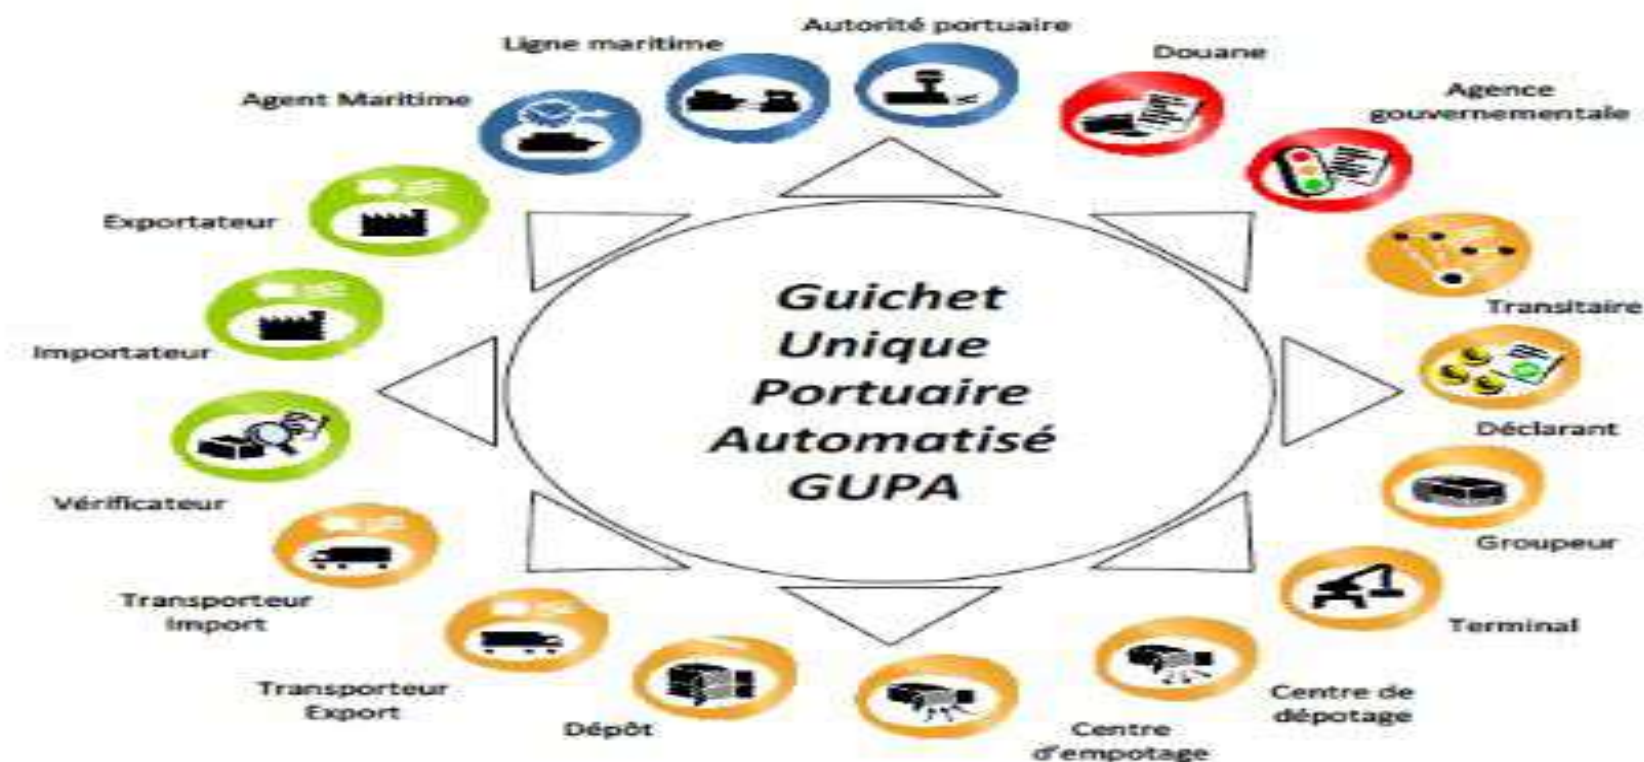 Autorité portuaire
Ligne maritime
Douane
Agent Maritime
Agence
gouvernementale
Exportateur
Transitaire
Importateur
Guichet
Unique
Portuaire
Automatisé
GUPA
Déclarant
Vérificateur
Groupeur
Transporteur
Import
Terminal
Transporteur
Export
Centre de
dépotage
Dépôt
Centre
d'empotage